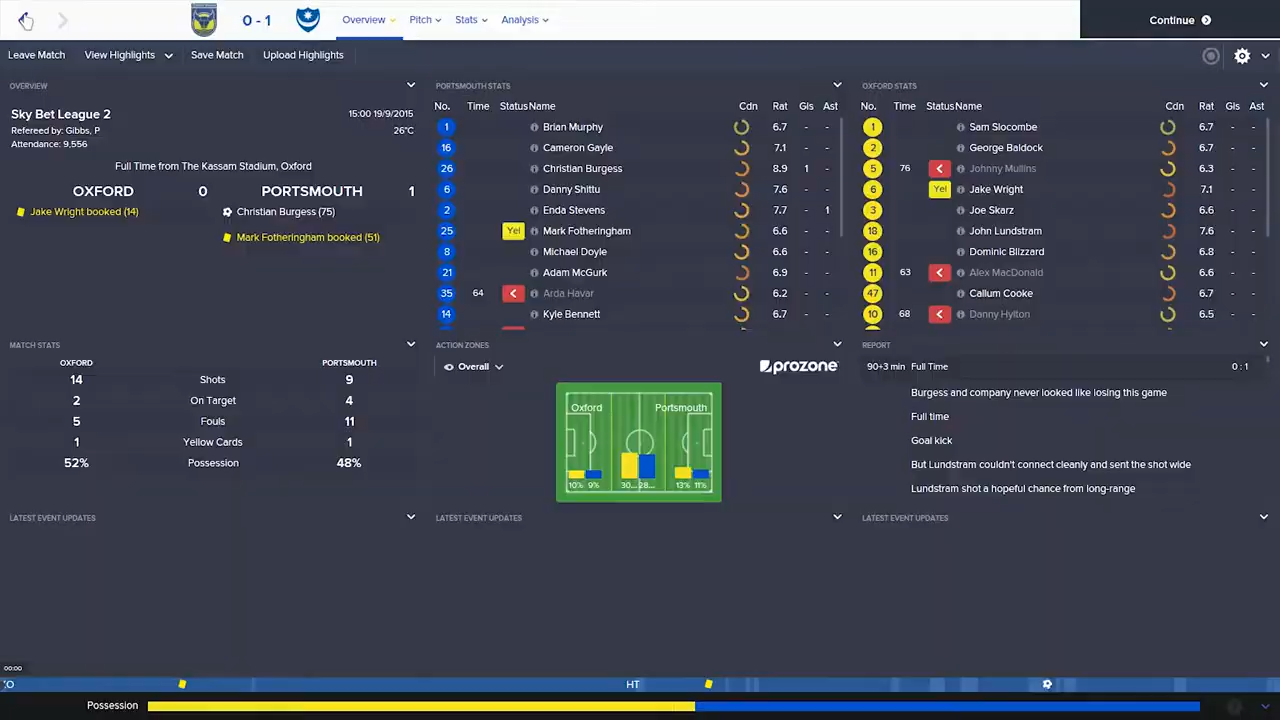 0 - 1 Overview Pitch Stats Analysis Continue
Leave Match View Highlights Save Match Upload Highlights
OVERVIEW
Sky Bet League 2 15:00 19/9/2015
Refereed by: Gibbs, P 26°C
Attendance: 9,556
Full Time from The Kassam Stadium, Oxford
OXFORD 0 PORTSMOUTH 1
Jake Wright booked (14) Christian Burgess (75)
Mark Fotheringham booked (51)
PORTSMOUTH STATS
No. Time Status Name Cdn Rat Gls Ast
1 Brian Murphy 6.7 - -
16 Cameron Gayle 7.1 - -
26 Christian Burgess 8.9 1 -
6 Danny Shittu 7.6 - -
2 Enda Stevens 7.7 - 1
25 Yel Mark Fotheringham 6.6 - -
8 Michael Doyle 6.6 - -
21 Adam McGurk 6.9 - -
35 64 Arda Havar 6.2 - -
14 Kyle Bennett 6.7 - -
OXFORD STATS
No. Time Status Name Cdn Rat Gls Ast
1 Sam Slocombe 6.7 - -
2 George Baldock 6.7 - -
5 76 Johnny Mullins 6.3 - -
6 Yel Jake Wright 7.1 - -
3 Joe Skarz 6.6 - -
18 John Lundstram 7.6 - -
16 Dominic Blizzard 6.8 - -
11 63 Alex MacDonald 6.6 - -
47 Callum Cooke 6.7 - -
10 68 Danny Hylton 6.5 - -
MATCH STATS
OXFORD PORTSMOUTH
14 Shots 9
2 On Target 4
5 Fouls 11
1 Yellow Cards 1
52% Possession 48%
ACTION ZONES
Overall prozone
Oxford Portsmouth
10% 9% 30... 28... 13% 11%
REPORT
90+3 min Full Time 0 : 1
Burgess and company never looked like losing this game
Full time
Goal kick
But Lundstram couldn't connect cleanly and sent the shot wide
Lundstram shot a hopeful chance from long-range
LATEST EVENT UPDATES LATEST EVENT UPDATES LATEST EVENT UPDATES
00:00
HT
Possession